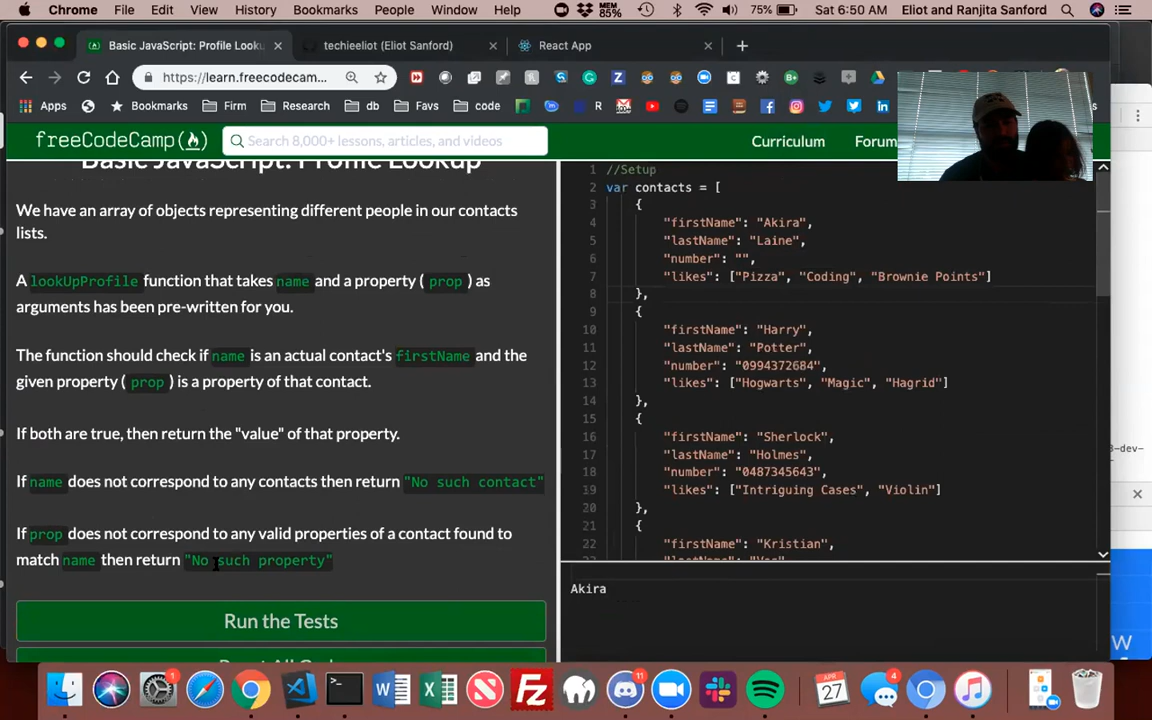 Chrome File Edit View History Bookmarks People Window Help MEM 85% 75% Sat 6:50 AM Eliot and Ranjita Sanford
Basic JavaScript: Profile Looku
techieeliot (Eliot Sanford)
React App
https://learn.freecodecam...
Apps Bookmarks Firm Research db Favs code
freeCodeCamp
Search 8,000+ lessons, articles, and videos
Curriculum
Forum
Basic JavaScript: Profile Lookup
We have an array of objects representing different people in our contacts
lists.
A lookUpProfile function that takes name and a property ( prop ) as
arguments has been pre-written for you.
The function should check if name is an actual contact's firstName and the
given property ( prop ) is a property of that contact.
If both are true, then return the "value" of that property.
If name does not correspond to any contacts then return "No such contact"
If prop does not correspond to any valid properties of a contact found to
match name then return "No such property"
Run the Tests
1 //Setup
2 var contacts = [
3 {
4 "firstName": "Akira",
5 "lastName": "Laine",
6 "number": "",
7 "likes": ["Pizza", "Coding", "Brownie Points"]
8 },
9 {
10 "firstName": "Harry",
11 "lastName": "Potter",
12 "number": "0994372684",
13 "likes": ["Hogwarts", "Magic", "Hagrid"]
14 },
15 {
16 "firstName": "Sherlock",
17 "lastName": "Holmes",
18 "number": "0487345643",
19 "likes": ["Intriguing Cases", "Violin"]
20 },
21 {
22 "firstName": "Kristian",
Akira
APR
27